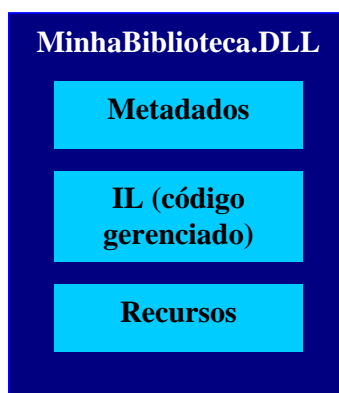 MinhaBiblioteca.DLL
Metadados
IL (código
gerenciado)
Recursos